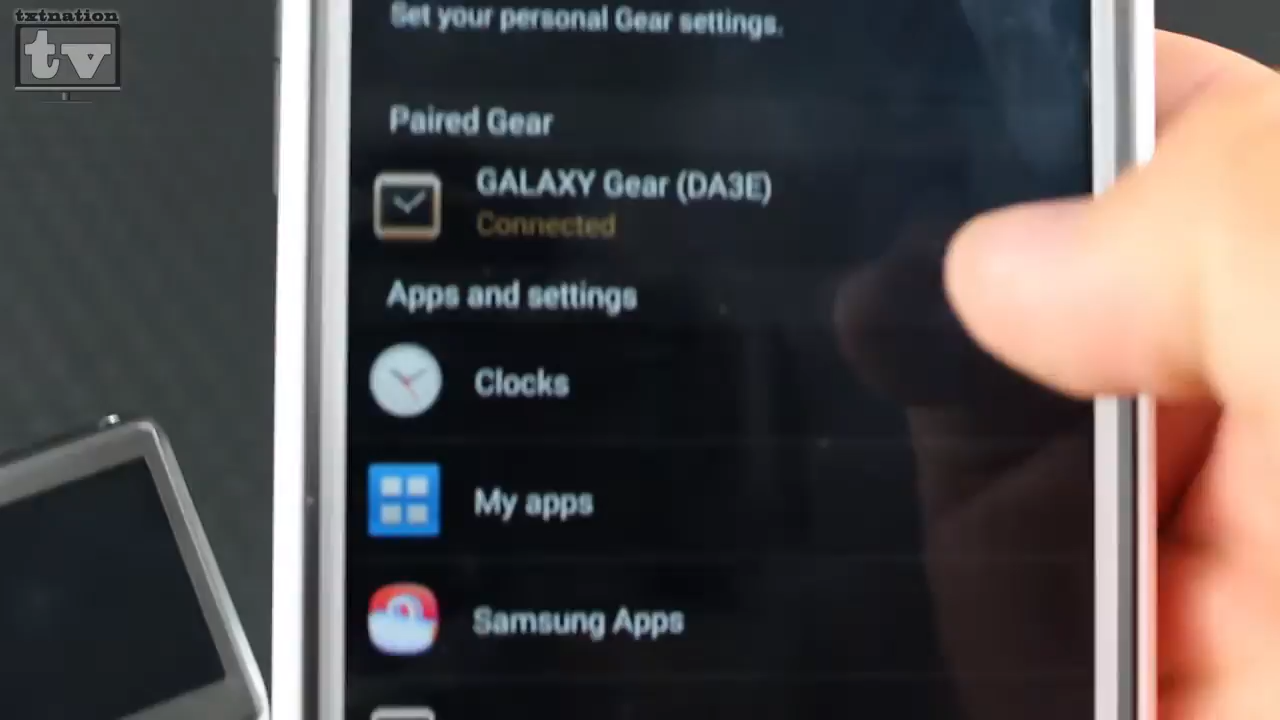 txtnation
tv
Set your personal Gear settings.
Paired Gear
GALAXY Gear (DA3E)
Connected
Apps and settings
Clocks
My apps
Samsung Apps